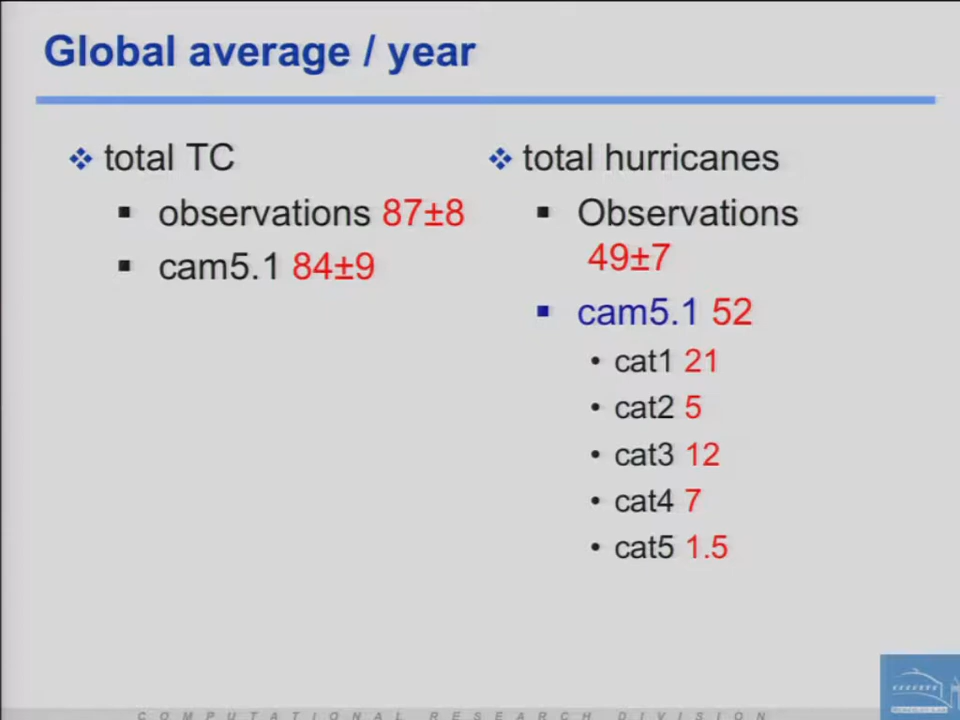 Global average / year
❖ total TC
▪ observations 87±8
▪ cam5.1 84±9
❖ total hurricanes
▪ Observations
49±7
▪ cam5.1 52
• cat1 21
• cat2 5
• cat3 12
• cat4 7
• cat5 1.5
COMPUTATIONAL RESEARCH DIVISION